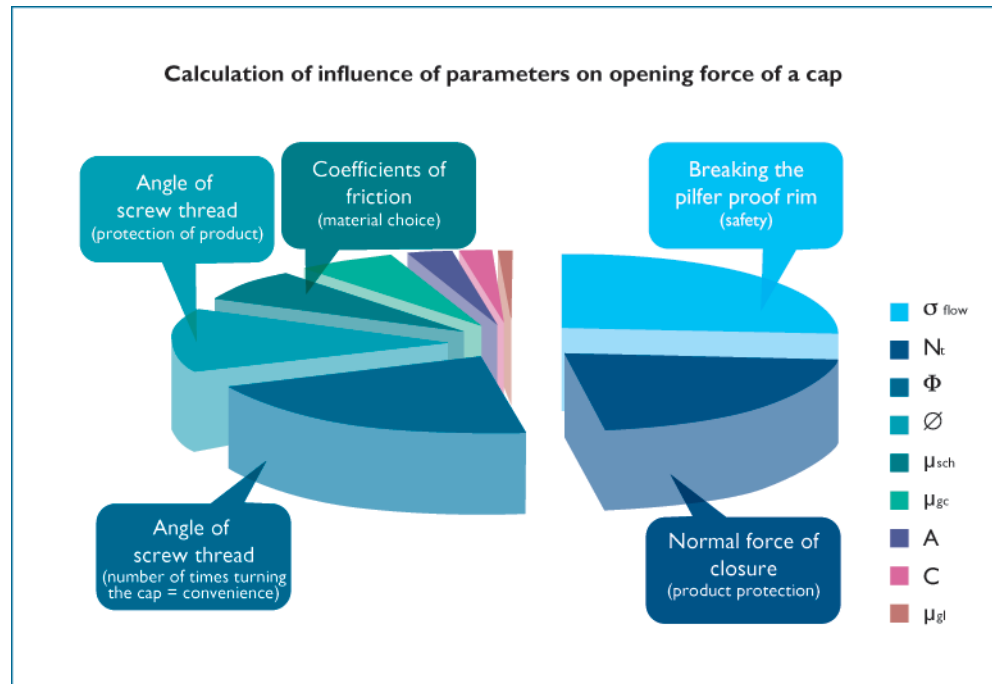 Calculation of influence of parameters on opening force of a cap
Angle of
screw thread
(protection of product)
Coefficients of
friction
(material choice)
Breaking the
pilfer proof rim
(safety)
Angle of
screw thread
(number of times turning
the cap = convenience)
Normal force of
closure
(product protection)
σ flow
Nt
Φ
∅
μsch
μgc
A
C
μgl